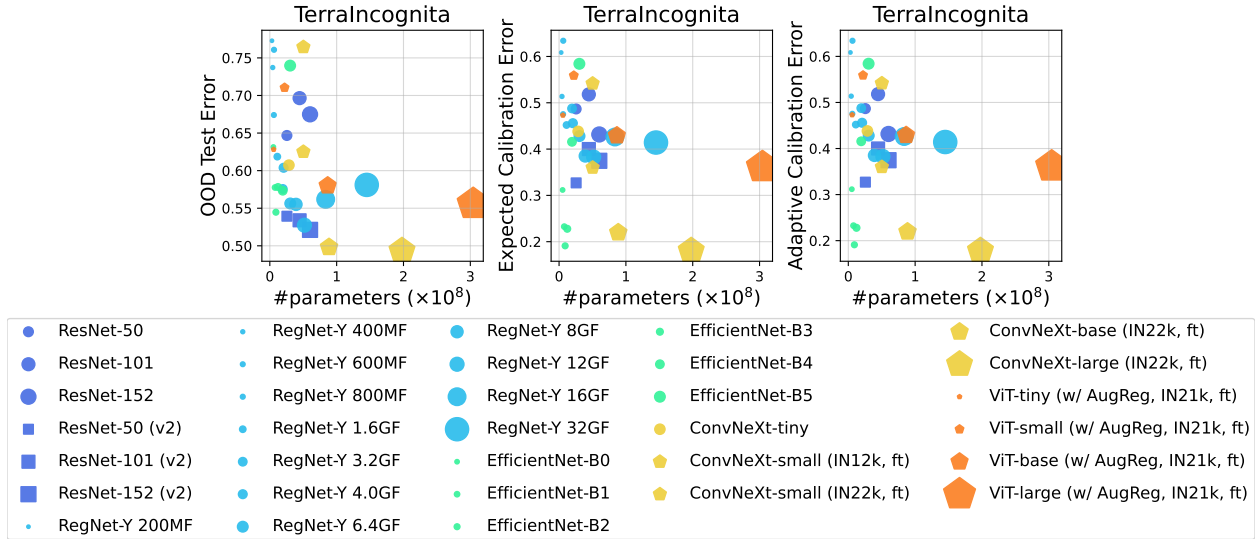 TerraIncognita TerraIncognita TerraIncognita
OOD Test Error
0.75
0.70
0.65
0.60
0.55
0.50
0 1 2 3
#parameters (×10⁸)
Expected Calibration Error
0.6
0.5
0.4
0.3
0.2
0 1 2 3
#parameters (×10⁸)
Adaptive Calibration Error
0.6
0.5
0.4
0.3
0.2
0 1 2 3
#parameters (×10⁸)
ResNet-50
ResNet-101
ResNet-152
ResNet-50 (v2)
ResNet-101 (v2)
ResNet-152 (v2)
RegNet-Y 200MF
RegNet-Y 400MF
RegNet-Y 600MF
RegNet-Y 800MF
RegNet-Y 1.6GF
RegNet-Y 3.2GF
RegNet-Y 4.0GF
RegNet-Y 6.4GF
RegNet-Y 8GF
RegNet-Y 12GF
RegNet-Y 16GF
RegNet-Y 32GF
EfficientNet-B0
EfficientNet-B1
EfficientNet-B2
EfficientNet-B3
EfficientNet-B4
EfficientNet-B5
ConvNeXt-tiny
ConvNeXt-small (IN12k, ft)
ConvNeXt-small (IN22k, ft)
ConvNeXt-base (IN22k, ft)
ConvNeXt-large (IN22k, ft)
ViT-tiny (w/ AugReg, IN21k, ft)
ViT-small (w/ AugReg, IN21k, ft)
ViT-base (w/ AugReg, IN21k, ft)
ViT-large (w/ AugReg, IN21k, ft)